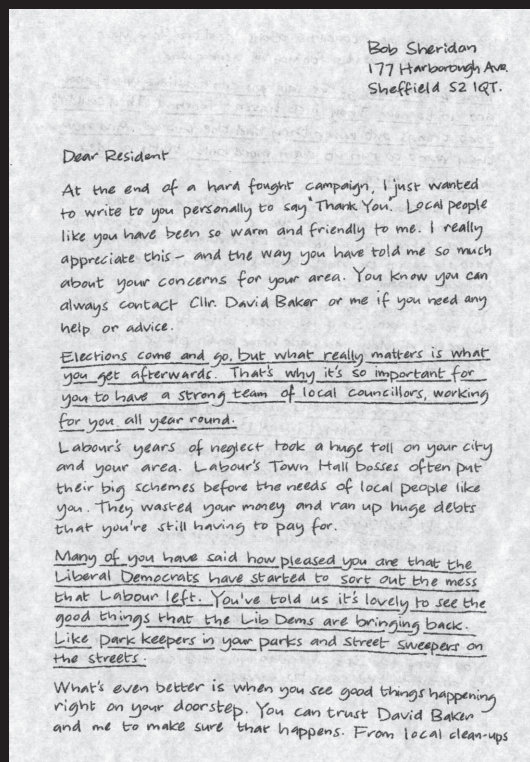 Bob Sheridan
177 Harborough Ave.
Sheffield S2 1QT.
Dear Resident
At the end of a hard fought campaign, I just wanted
to write to you personally to say "Thank You". Local people
like you have been so warm and friendly to me. I really
appreciate this - and the way you have told me so much
about your concerns for your area. You know you can
always contact Cllr. David Baker or me if you need any
help or advice.
Elections come and go, but what really matters is what
you get afterwards. That's why it's so important for
you to have a strong team of local councillors, working
for you all year round.
Labour's years of neglect took a huge toll on your city
and your area. Labour's Town Hall bosses often put
their big schemes before the needs of local people like
you. They wasted your money and ran up huge debts
that you're still having to pay for.
Many of you have said how pleased you are that the
Liberal Democrats have started to sort out the mess
that Labour left. You've told us it's lovely to see the
good things that the Lib Dems are bringing back.
Like park keepers in your parks and street sweepers on
the streets.
What's even better is when you see good things happening
right on your doorstep. You can trust David Baker
and me to make sure that happens. From local clean-ups